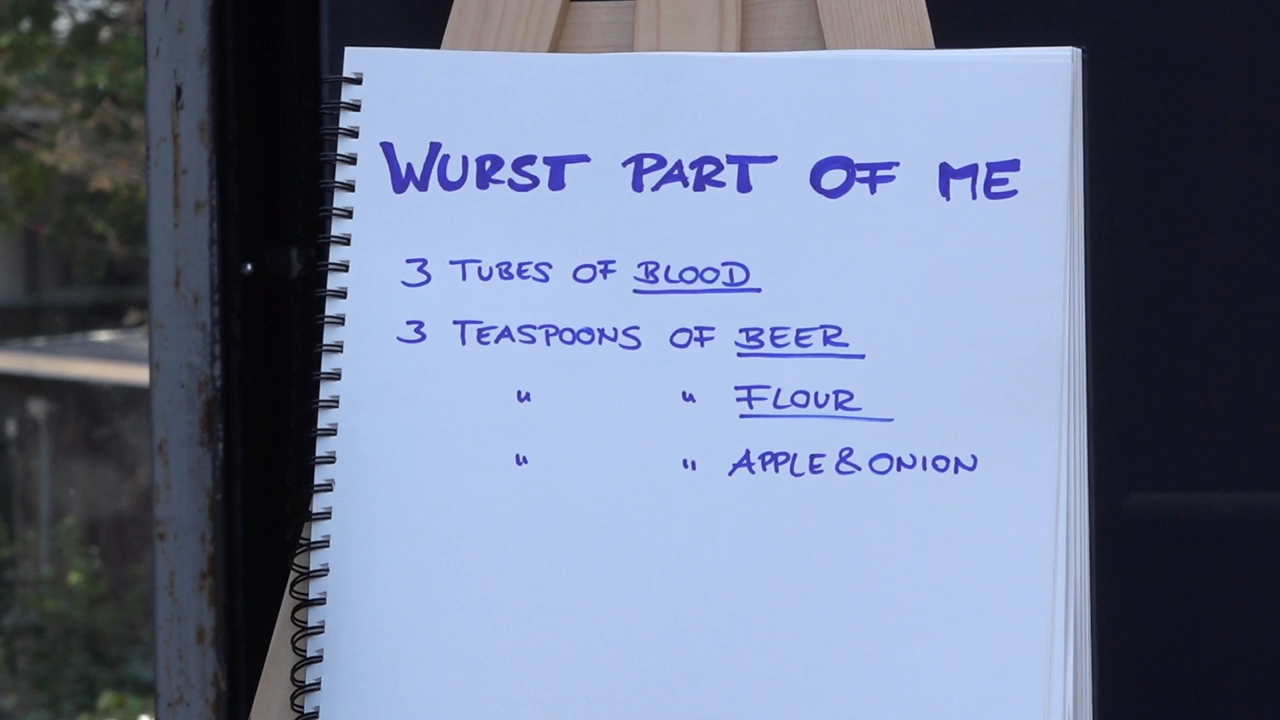 WURST PART OF ME
3 TUBES OF BLOOD
3 TEASPOONS OF BEER
" " FLOUR
" " APPLE & ONION